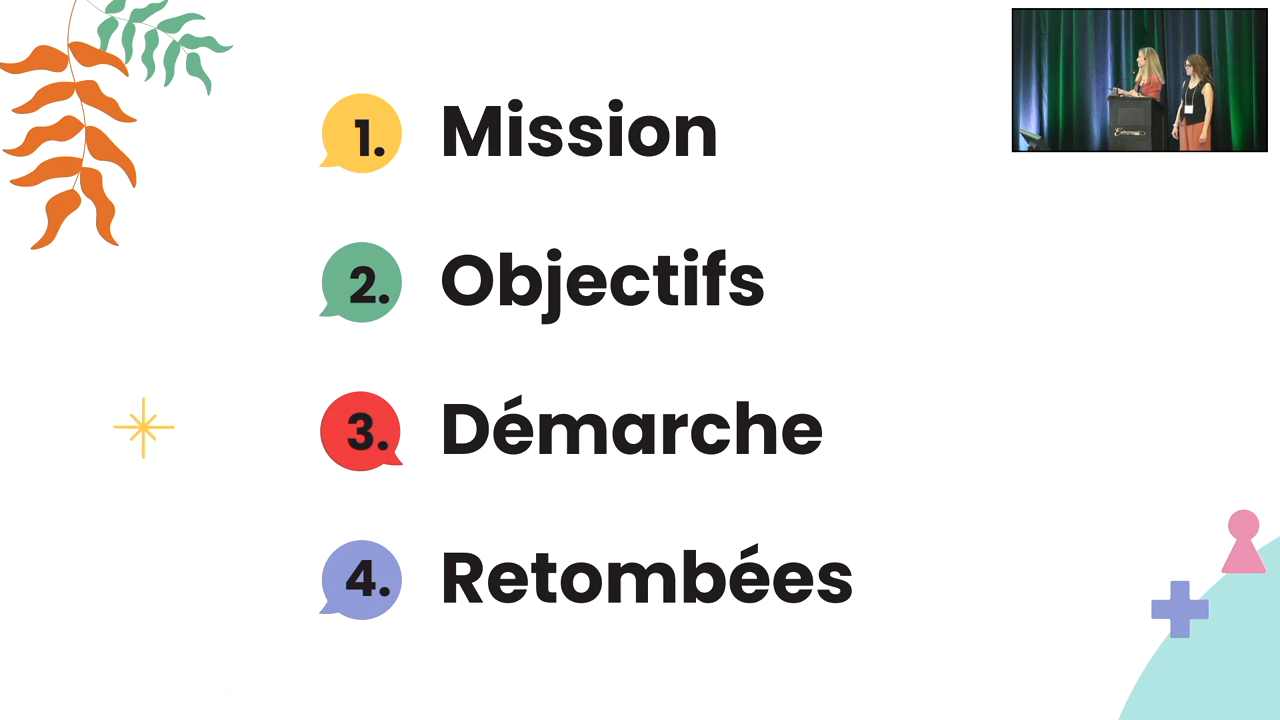 1. Mission
2. Objectifs
3. Démarche
4. Retombées